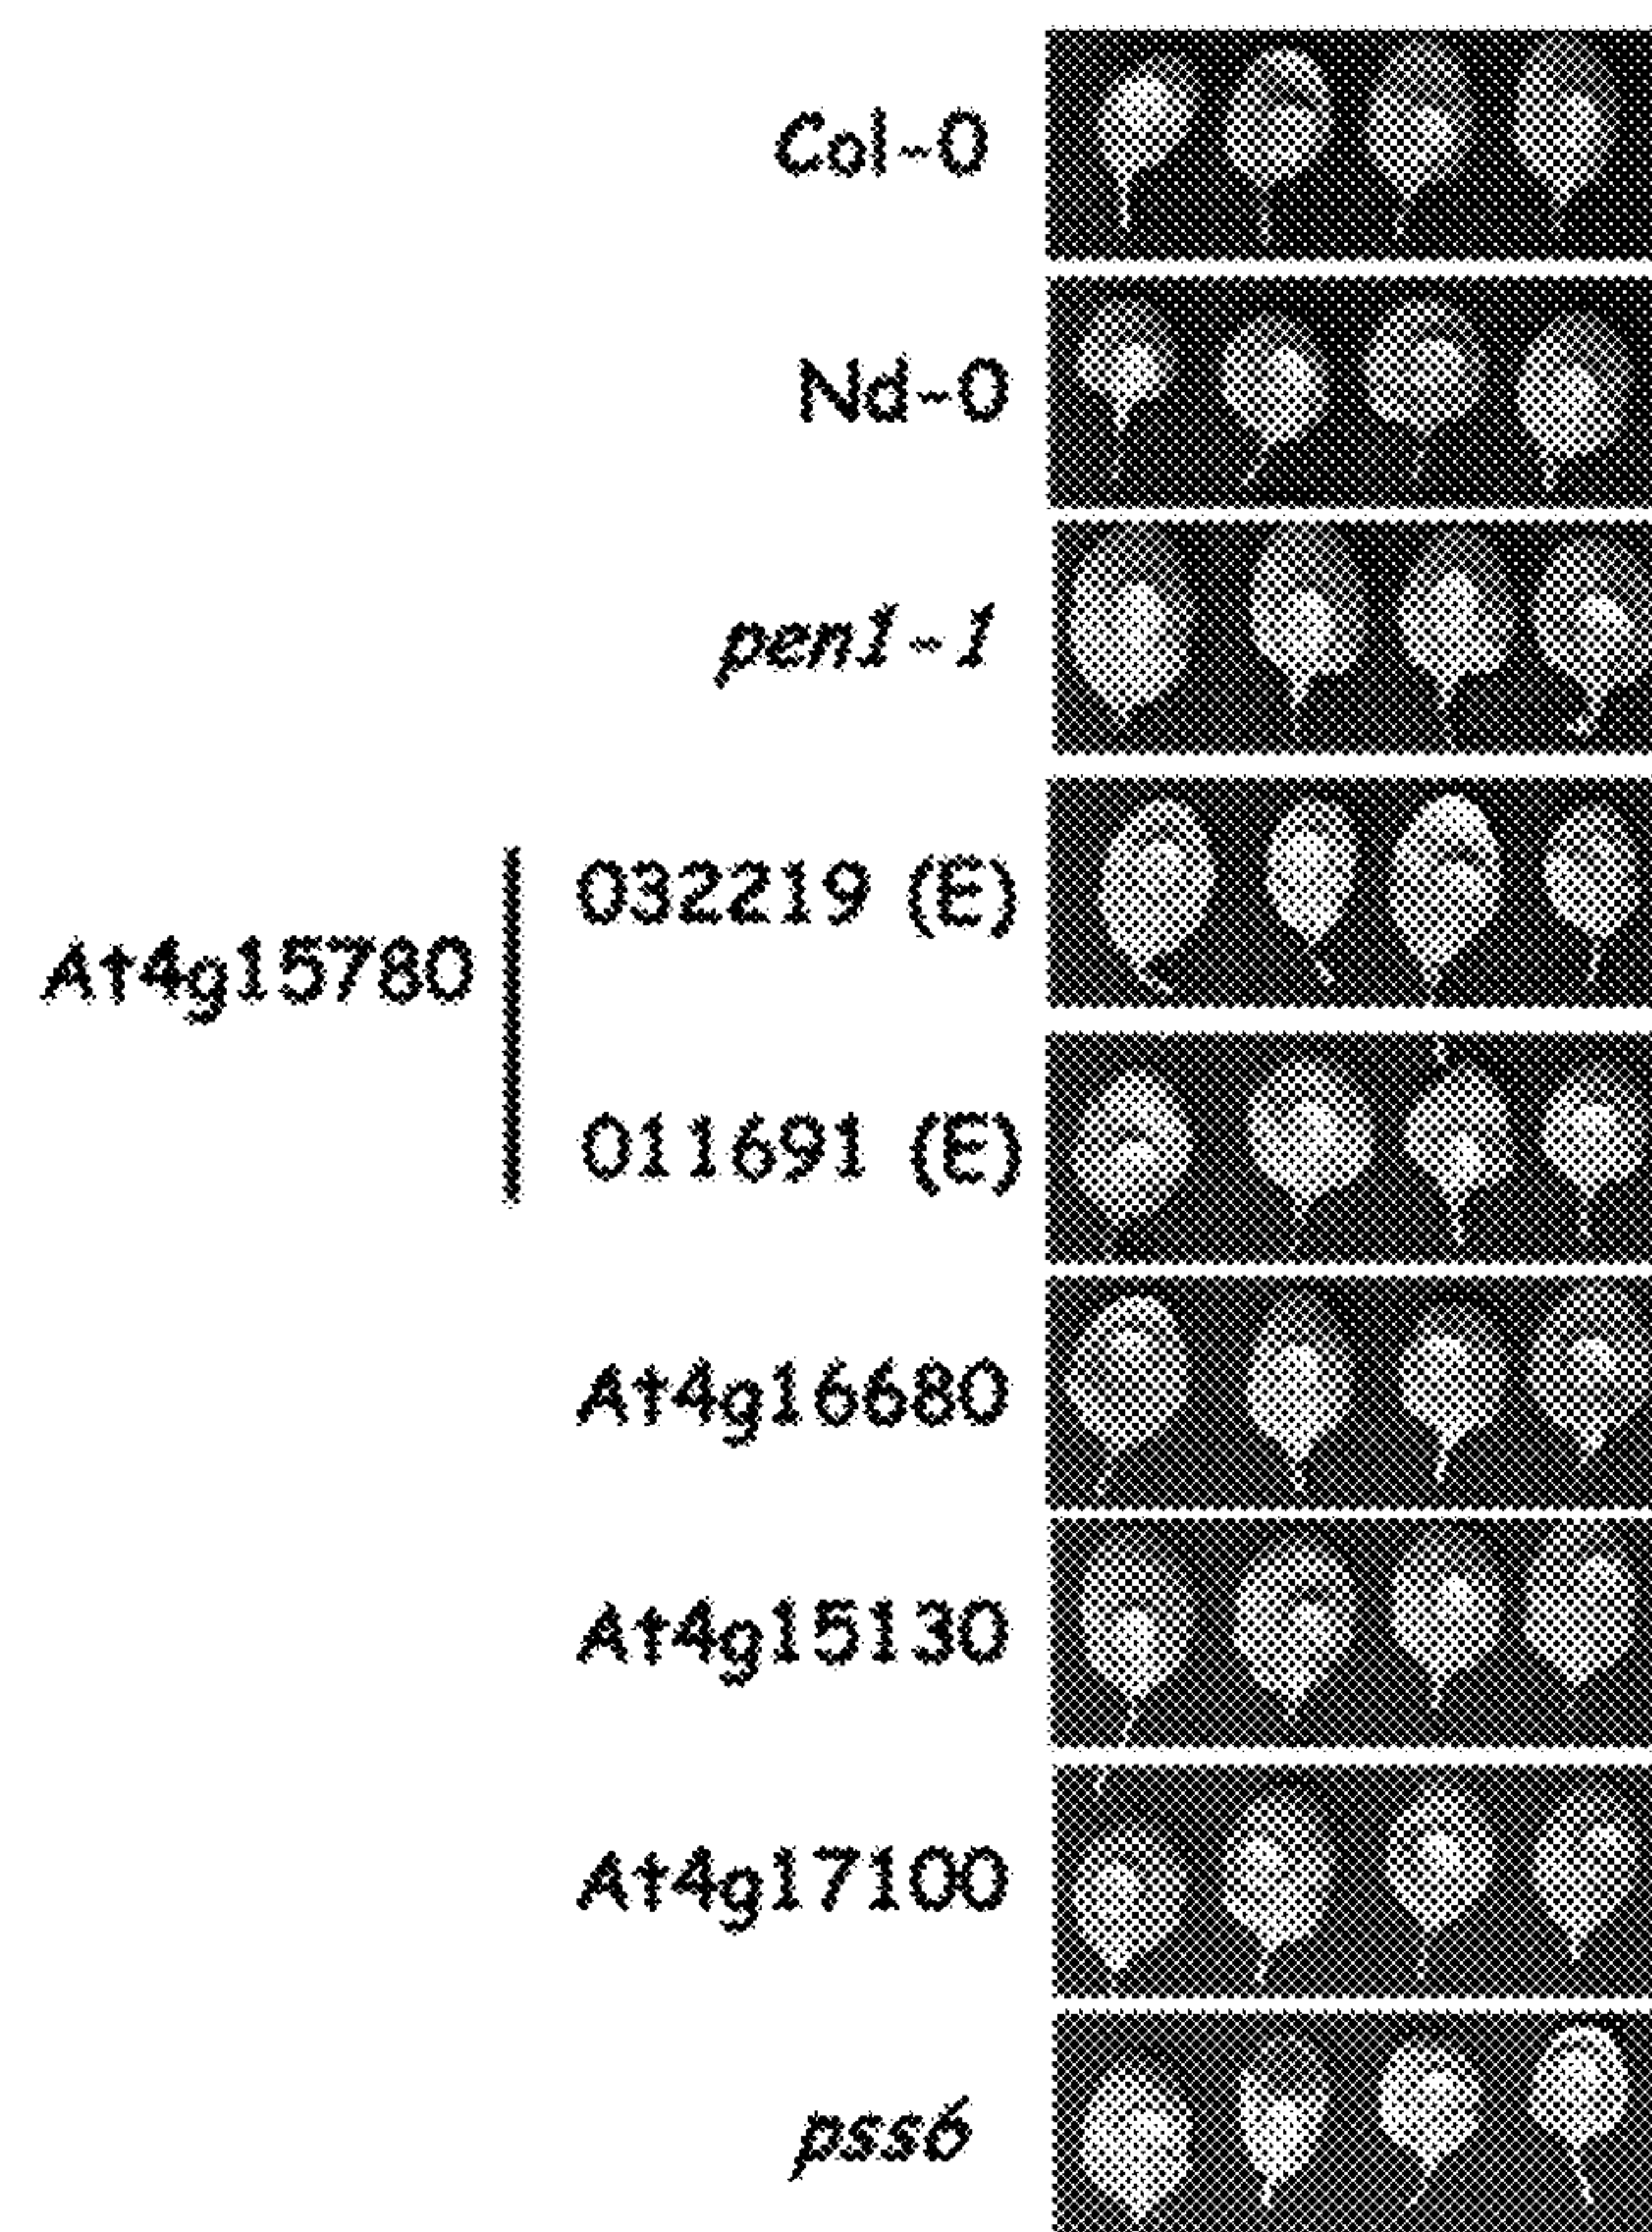 Col-0
Nd-0
pen1-1
At4g15780
032219 (E)
011691 (E)
At4g16680
At4g15130
At4g17100
pss6